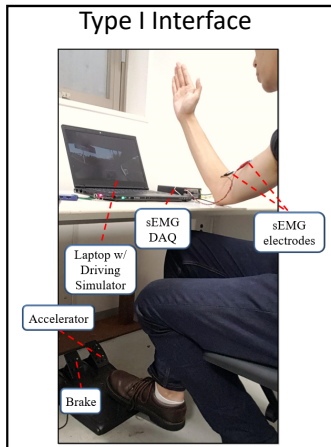 Type I Interface
sEMG
DAQ
sEMG
electrodes
Laptop w/
Driving
Simulator
Accelerator
Brake